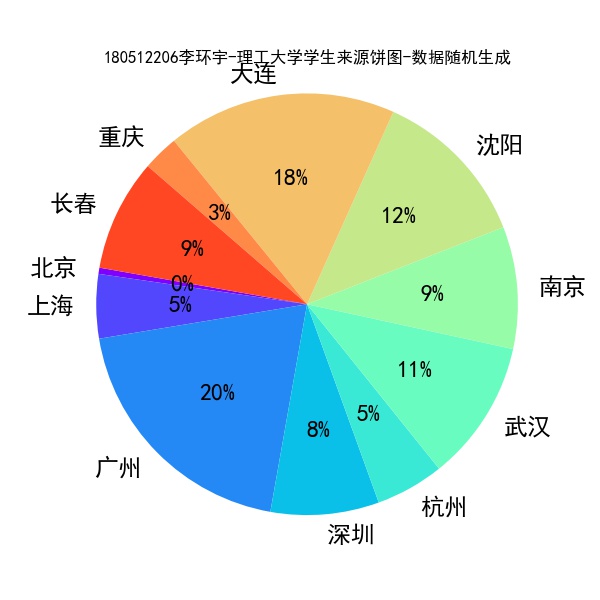 180512206李环宇-理工大学学生来源饼图-数据随机生成
大连
重庆
沈阳
18%
长春
3%
12%
9%
北京
0%
南京
9%
上海
5%
11%
20%
5%
武汉
8%
广州
杭州
深圳